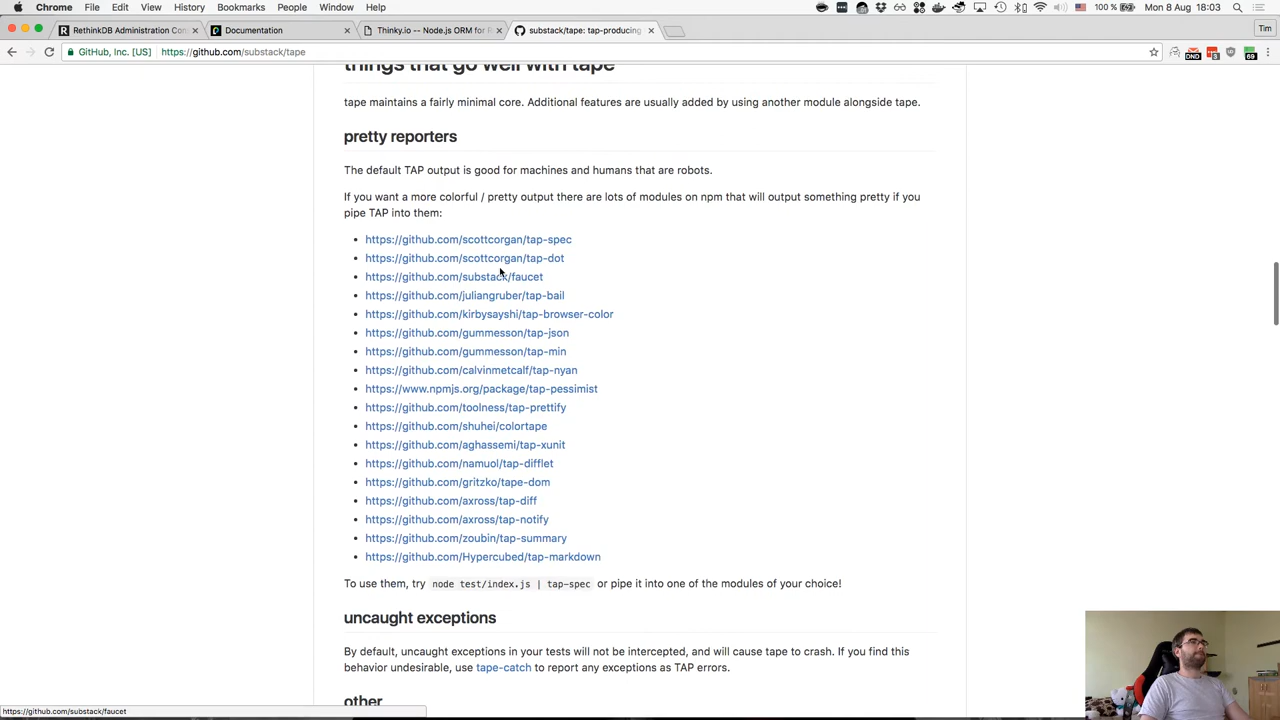 Chrome File Edit View History Bookmarks People Window Help 100 % Mon 8 Aug 18:03
RethinkDB Administration Con Documentation Thinky.io -- Node.js ORM for R substack/tape: tap-producing Tim
GitHub, Inc. [US] https://github.com/substack/tape
things that go well with tape
tape maintains a fairly minimal core. Additional features are usually added by using another module alongside tape.
pretty reporters
The default TAP output is good for machines and humans that are robots.
If you want a more colorful / pretty output there are lots of modules on npm that will output something pretty if you
pipe TAP into them:
• https://github.com/scottcorgan/tap-spec
• https://github.com/scottcorgan/tap-dot
• https://github.com/substack/faucet
• https://github.com/juliangruber/tap-bail
• https://github.com/kirbysayshi/tap-browser-color
• https://github.com/gummesson/tap-json
• https://github.com/gummesson/tap-min
• https://github.com/calvinmetcalf/tap-nyan
• https://www.npmjs.org/package/tap-pessimist
• https://github.com/toolness/tap-prettify
• https://github.com/shuhei/colortape
• https://github.com/aghassemi/tap-xunit
• https://github.com/namuol/tap-difflet
• https://github.com/gritzko/tape-dom
• https://github.com/axross/tap-diff
• https://github.com/axross/tap-notify
• https://github.com/zoubin/tap-summary
• https://github.com/Hypercubed/tap-markdown
To use them, try node test/index.js | tap-spec or pipe it into one of the modules of your choice!
uncaught exceptions
By default, uncaught exceptions in your tests will not be intercepted, and will cause tape to crash. If you find this
behavior undesirable, use tape-catch to report any exceptions as TAP errors.
other
https://github.com/substack/faucet